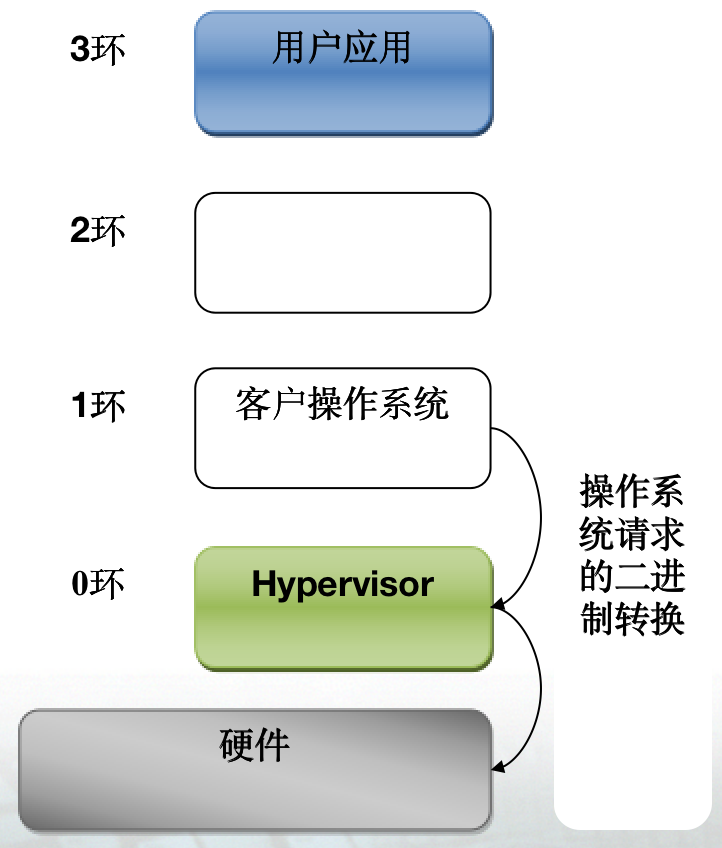 3环
用户应用
2环
1环
客户操作系统
0环
Hypervisor
硬件
操作系
统请求
的二进
制转换